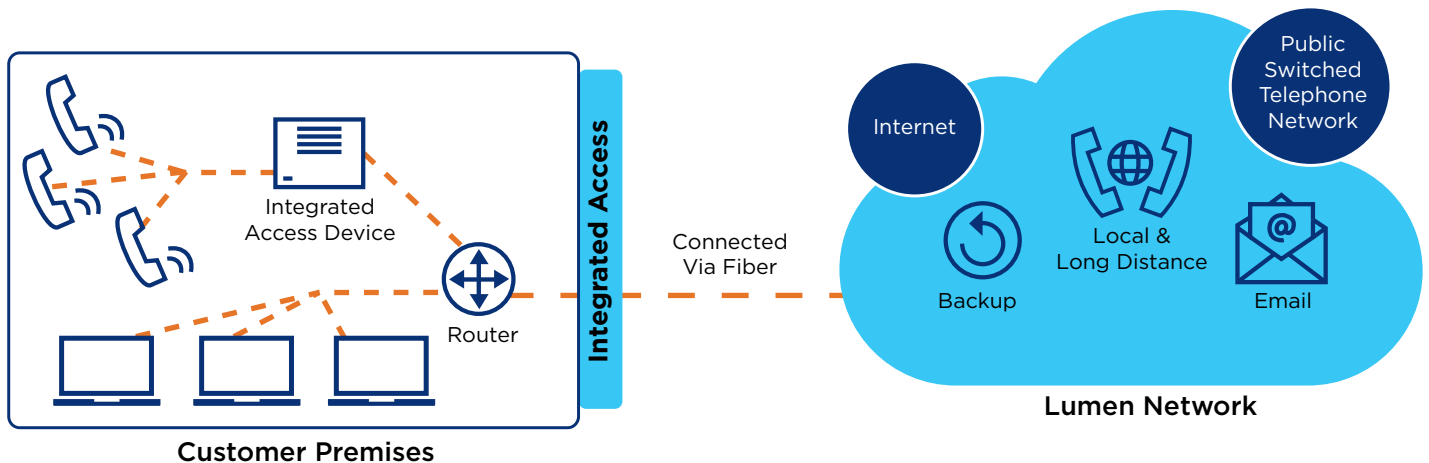 Integrated
Access Device
Router
Customer Premises
Integrated Access
Connected
Via Fiber
Internet
Public
Switched
Telephone
Network
Backup
Local &
Long Distance
@
Email
Lumen Network